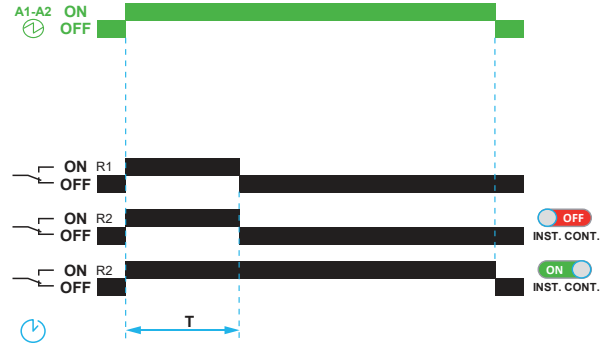 A1-A2 ON
OFF
ON R1
OFF
ON R2
OFF
OFF
INST. CONT.
ON R2
OFF
ON
INST. CONT.
T